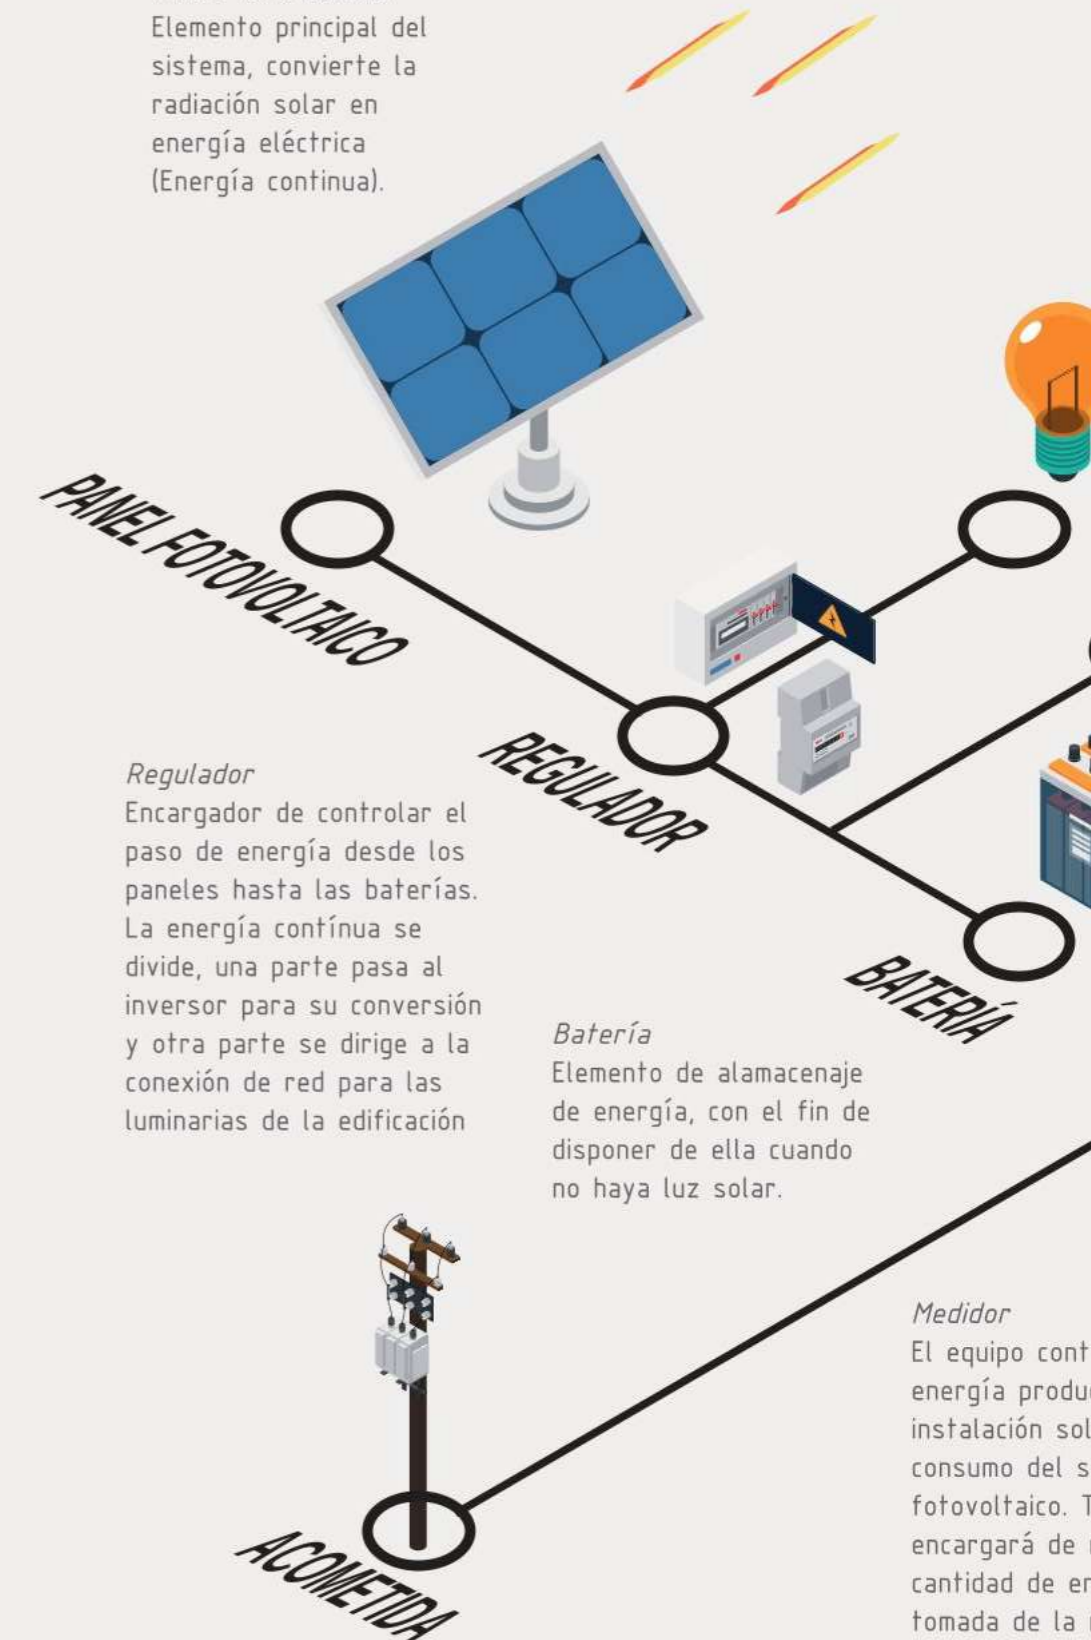 Elemento principal del
sistema, convierte la
radiación solar en
energía eléctrica
(Energía continua).
PANEL FOTOVOLTAICO
REGULADOR
Regulador
Encargador de controlar el
paso de energía desde los
paneles hasta las baterías.
La energía contínua se
divide, una parte pasa al
inversor para su conversión
y otra parte se dirige a la
conexión de red para las
luminarias de la edificación
BATERÍA
Batería
Elemento de alamacenaje
de energía, con el fin de
disponer de ella cuando
no haya luz solar.
Medidor
El equipo cont
energía produ
instalación sol
consumo del s
fotovoltaico. T
encargará de
cantidad de en
tomada de la
ACOMETIDA